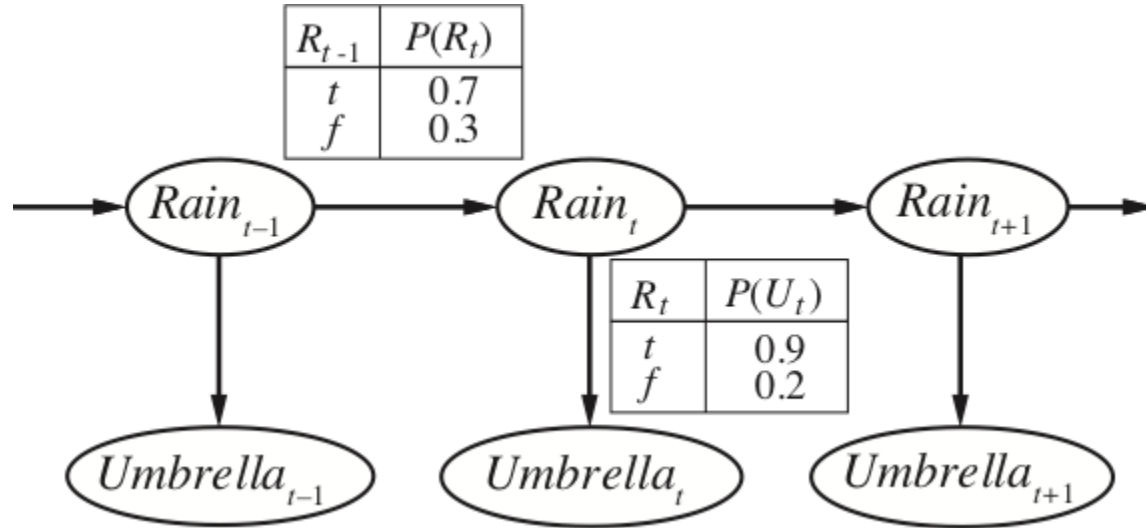 R_{t-1} P(R_t)
t 0.7
f 0.3
Rain_{t-1} Rain_t Rain_{t+1}
R_t P(U_t)
t 0.9
f 0.2
Umbrella_{t-1} Umbrella_t Umbrella_{t+1}